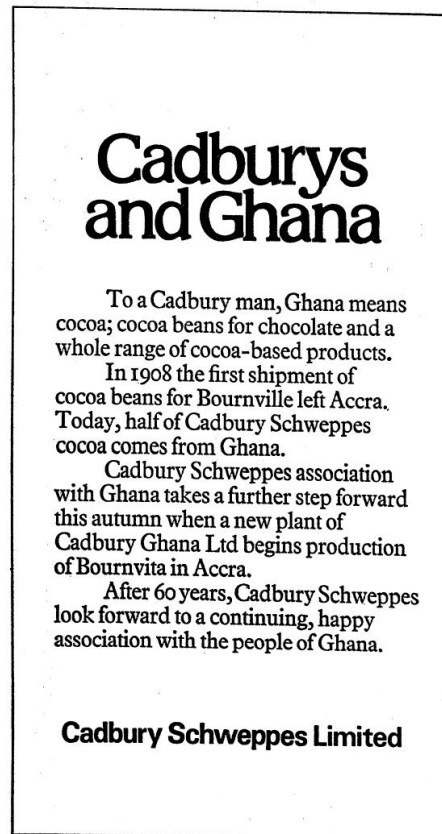 Cadburys
and Ghana
To a Cadbury man, Ghana means
cocoa; cocoa beans for chocolate and a
whole range of cocoa-based products.
In 1908 the first shipment of
cocoa beans for Bournville left Accra.
Today, half of Cadbury Schweppes
cocoa comes from Ghana.
Cadbury Schweppes association
with Ghana takes a further step forward
this autumn when a new plant of
Cadbury Ghana Ltd begins production
of Bournvita in Accra.
After 60 years, Cadbury Schweppes
look forward to a continuing, happy
association with the people of Ghana.
Cadbury Schweppes Limited